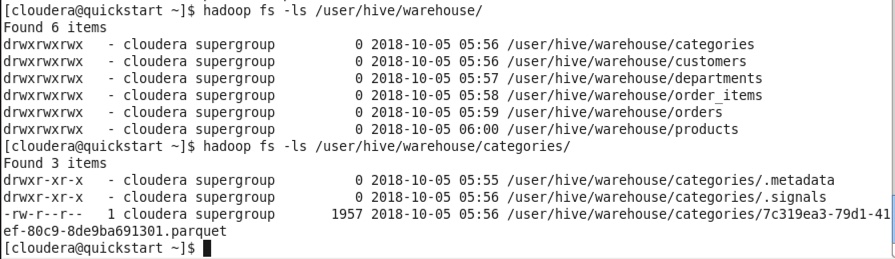 [cloudera@quickstart ~]$ hadoop fs -ls /user/hive/warehouse/
Found 6 items
drwxrwxrwx   - cloudera supergroup          0 2018-10-05 05:56 /user/hive/warehouse/categories
drwxrwxrwx   - cloudera supergroup          0 2018-10-05 05:56 /user/hive/warehouse/customers
drwxrwxrwx   - cloudera supergroup          0 2018-10-05 05:57 /user/hive/warehouse/departments
drwxrwxrwx   - cloudera supergroup          0 2018-10-05 05:58 /user/hive/warehouse/order_items
drwxrwxrwx   - cloudera supergroup          0 2018-10-05 05:59 /user/hive/warehouse/orders
drwxrwxrwx   - cloudera supergroup          0 2018-10-05 06:00 /user/hive/warehouse/products
[cloudera@quickstart ~]$ hadoop fs -ls /user/hive/warehouse/categories/
Found 3 items
drwxr-xr-x   - cloudera supergroup          0 2018-10-05 05:55 /user/hive/warehouse/categories/.metadata
drwxr-xr-x   - cloudera supergroup          0 2018-10-05 05:56 /user/hive/warehouse/categories/.signals
-rw-r--r--   1 cloudera supergroup       1957 2018-10-05 05:56 /user/hive/warehouse/categories/7c319ea3-79d1-41
ef-80c9-8de9ba691301.parquet
[cloudera@quickstart ~]$